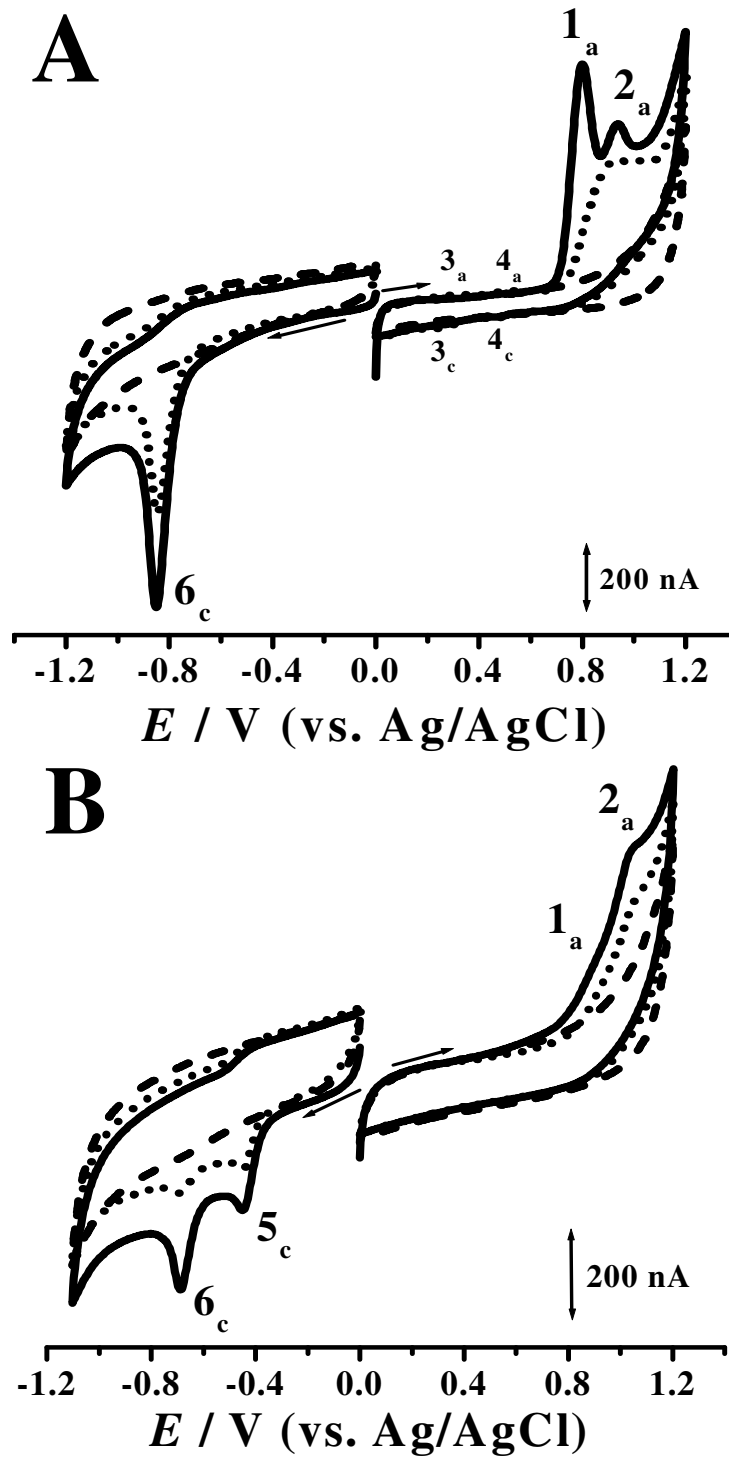 A
1a
2a
3a 4a
3c 4c
6c
200 nA
-1.2 -0.8 -0.4 0.0 0.4 0.8 1.2
E / V (vs. Ag/AgCl)
B
2a
1a
5c
6c
200 nA
-1.2 -0.8 -0.4 0.0 0.4 0.8 1.2
E / V (vs. Ag/AgCl)